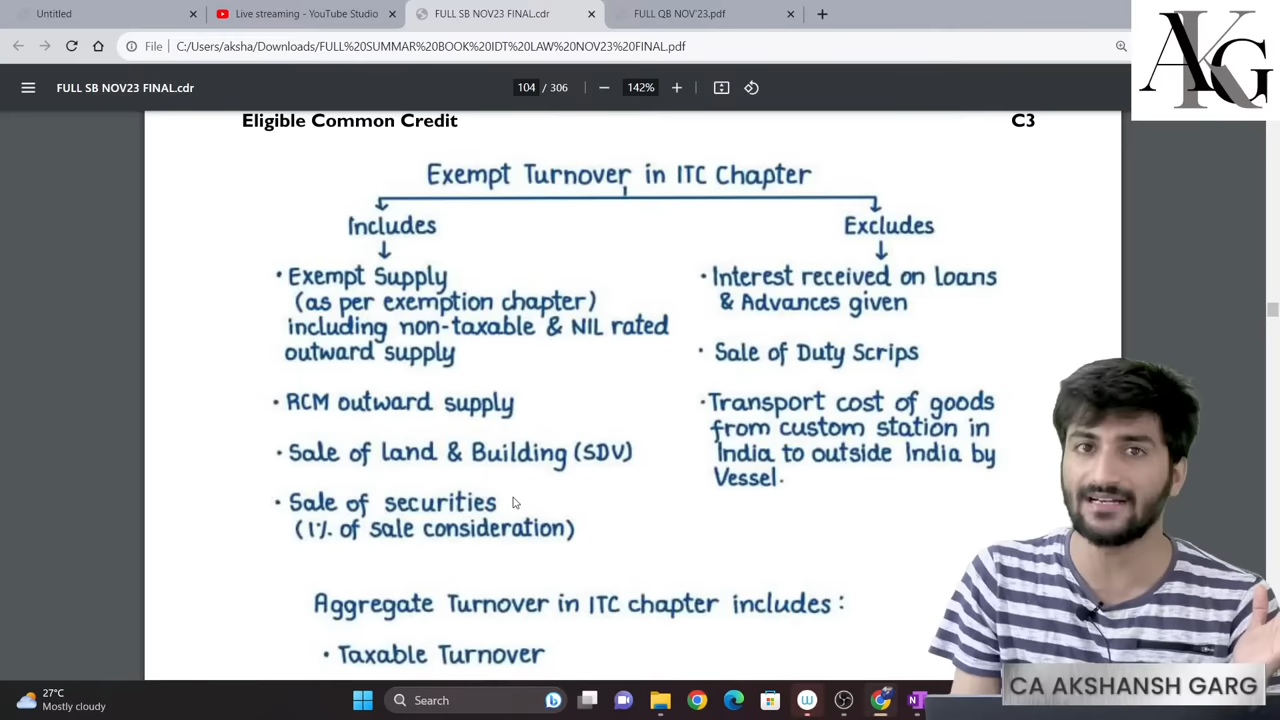 Untitled
Live streaming - YouTube Studio
FULL SB NOV23 FINAL.cdr
FULL QB NOV'23.pdf
File
C:/Users/aksha/Downloads/FULL%20SUMMAR%20BOOK%20IDT%20LAW%20NOV23%20FINAL.pdf
AKG
FULL SB NOV23 FINAL.cdr
104 / 306
142%
Eligible Common Credit
C3
Exempt Turnover in ITC Chapter
Includes
• Exempt Supply
(as per exemption chapter)
including non-taxable & NIL rated
outward supply
• RCM outward supply
• Sale of land & Building (SDV)
• Sale of securities
(1% of sale consideration)
Excludes
• Interest received on loans
& Advances given
• Sale of Duty Scrips
• Transport cost of goods
from custom station in
India to outside India by
Vessel.
Aggregate Turnover in ITC chapter includes :
• Taxable Turnover
CA AKSHANSH GARG
27°C
Mostly cloudy
Search